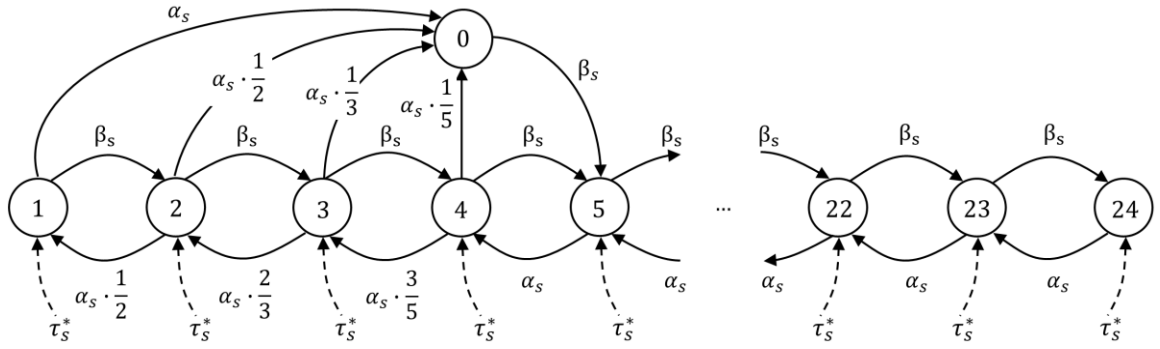 α_s
0
α_s · 1/2
α_s · 1/3
α_s · 1/5
β_s
β_s β_s β_s β_s β_s β_s β_s β_s
1 2 3 4 5 ... 22 23 24
α_s · 1/2 α_s · 2/3 α_s · 3/5 α_s α_s α_s α_s α_s
τ_s^* τ_s^* τ_s^* τ_s^* τ_s^* τ_s^* τ_s^* τ_s^*